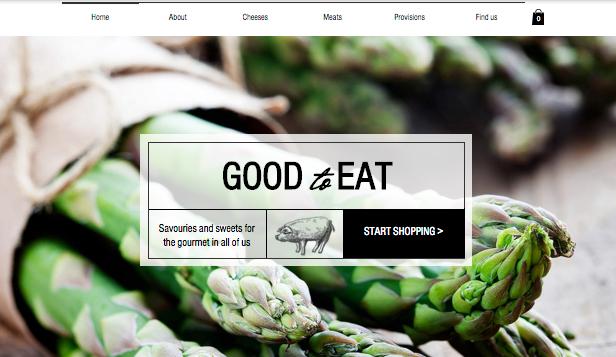 Home About Cheeses Meats Provisions Find us 0
GOOD to EAT
Savouries and sweets for
the gourmet in all of us
START SHOPPING >